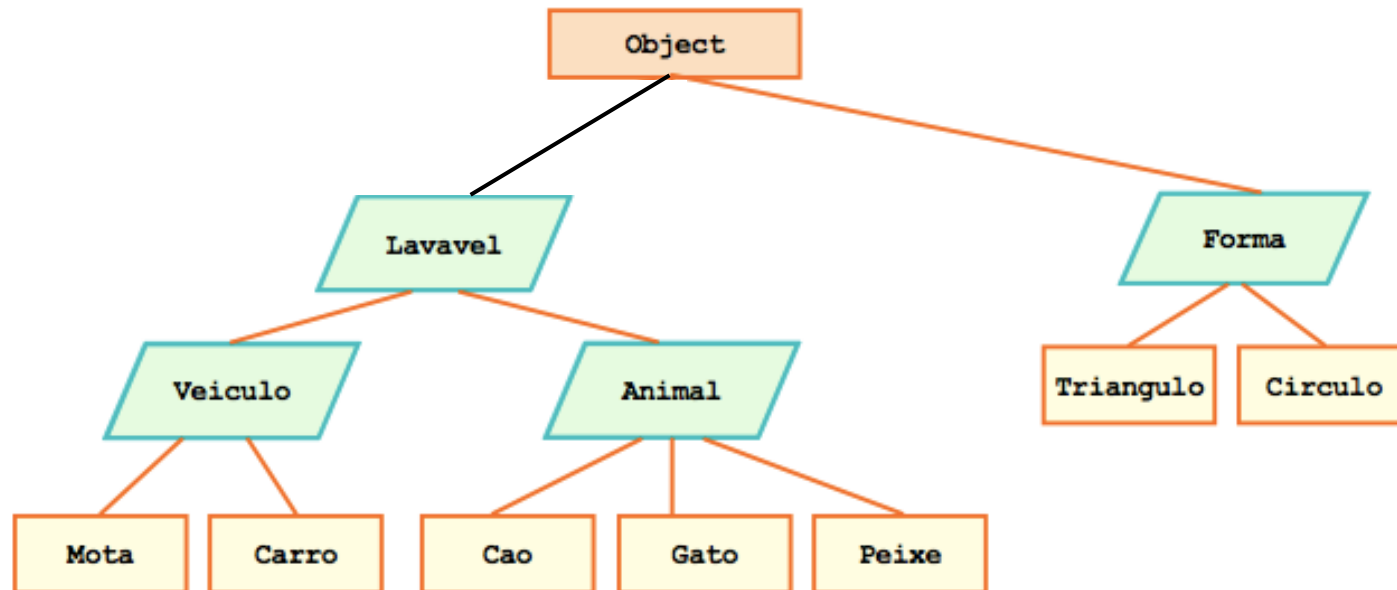 Object
Lavavel
Forma
Veiculo
Animal
Triangulo
Circulo
Mota
Carro
Cao
Gato
Peixe